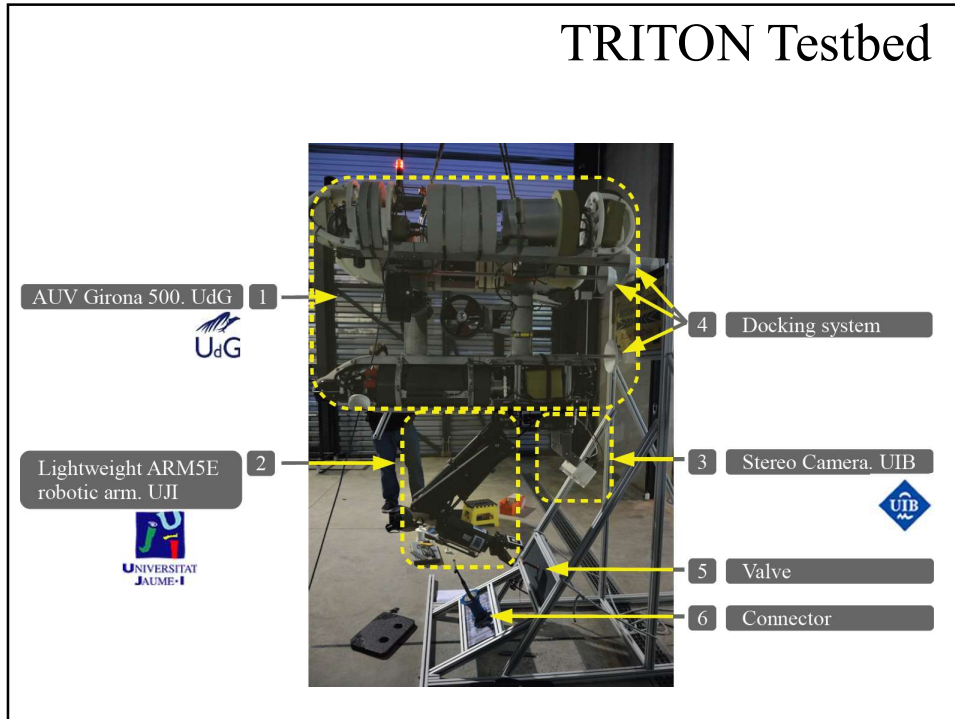 TRITON Testbed
AUV Girona 500. UdG 1
UdG
4 Docking system
Lightweight ARM5E
robotic arm. UJI
2
3 Stereo Camera. UIB
UIB
UNIVERSITAT
JAUME·I
5 Valve
6 Connector